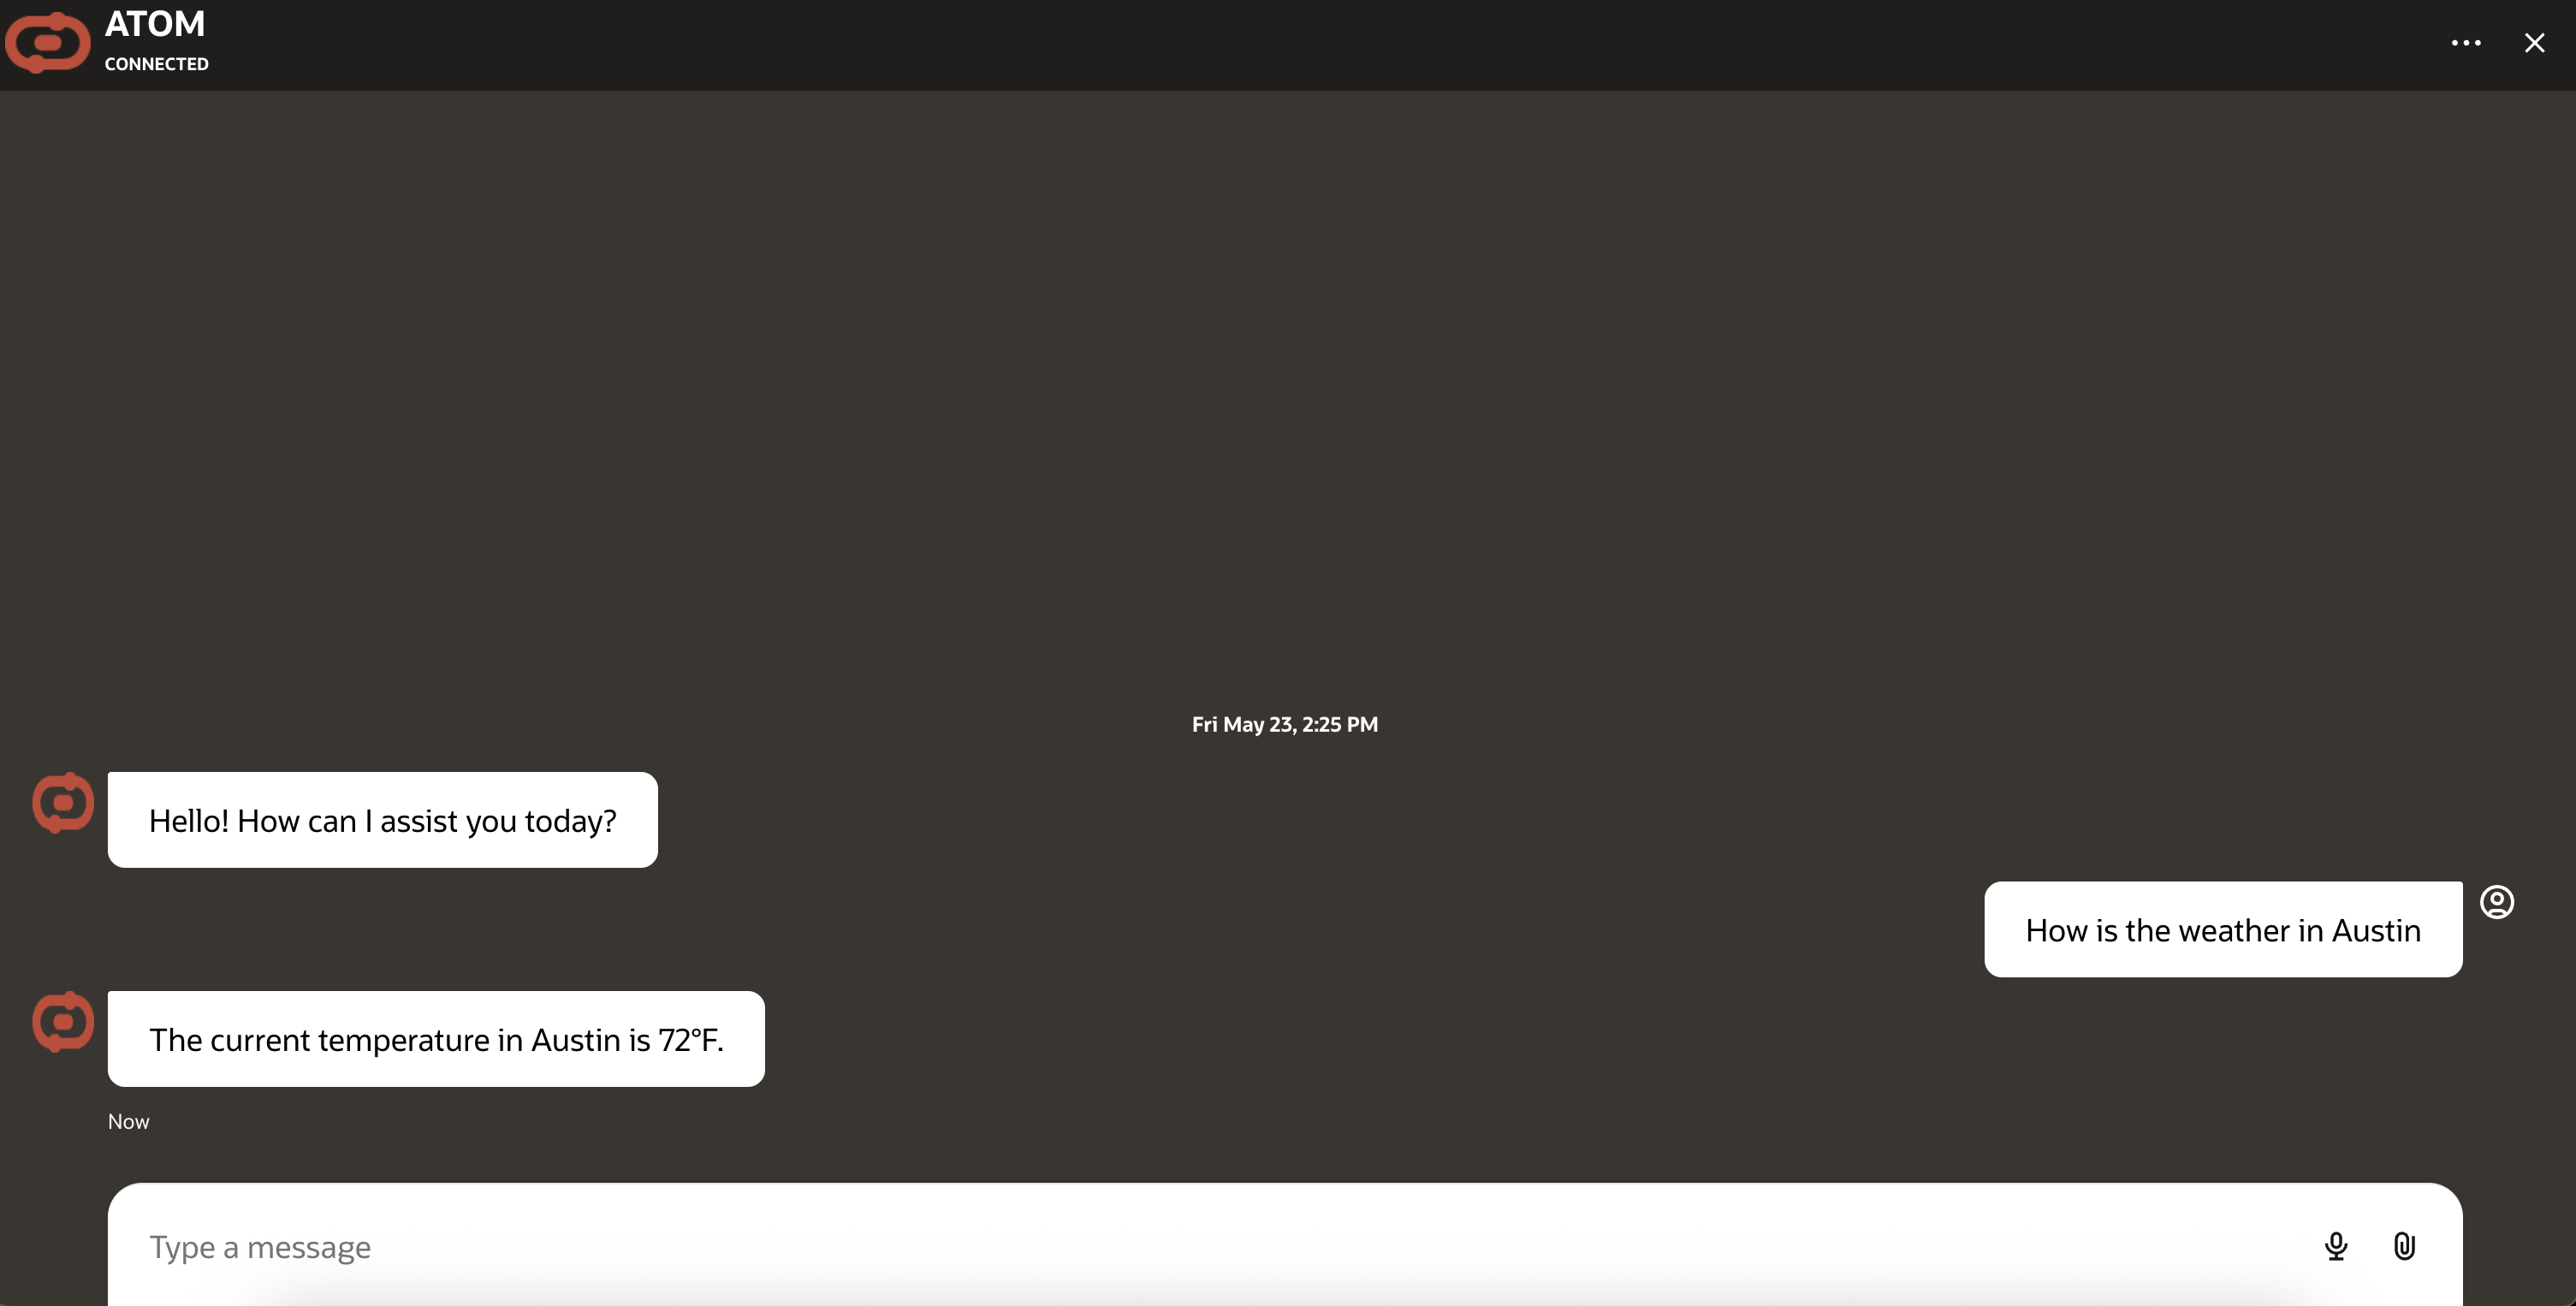 ATOM
CONNECTED
Fri May 23, 2:25 PM
Hello! How can I assist you today?
How is the weather in Austin
The current temperature in Austin is 72°F.
Now
Type a message